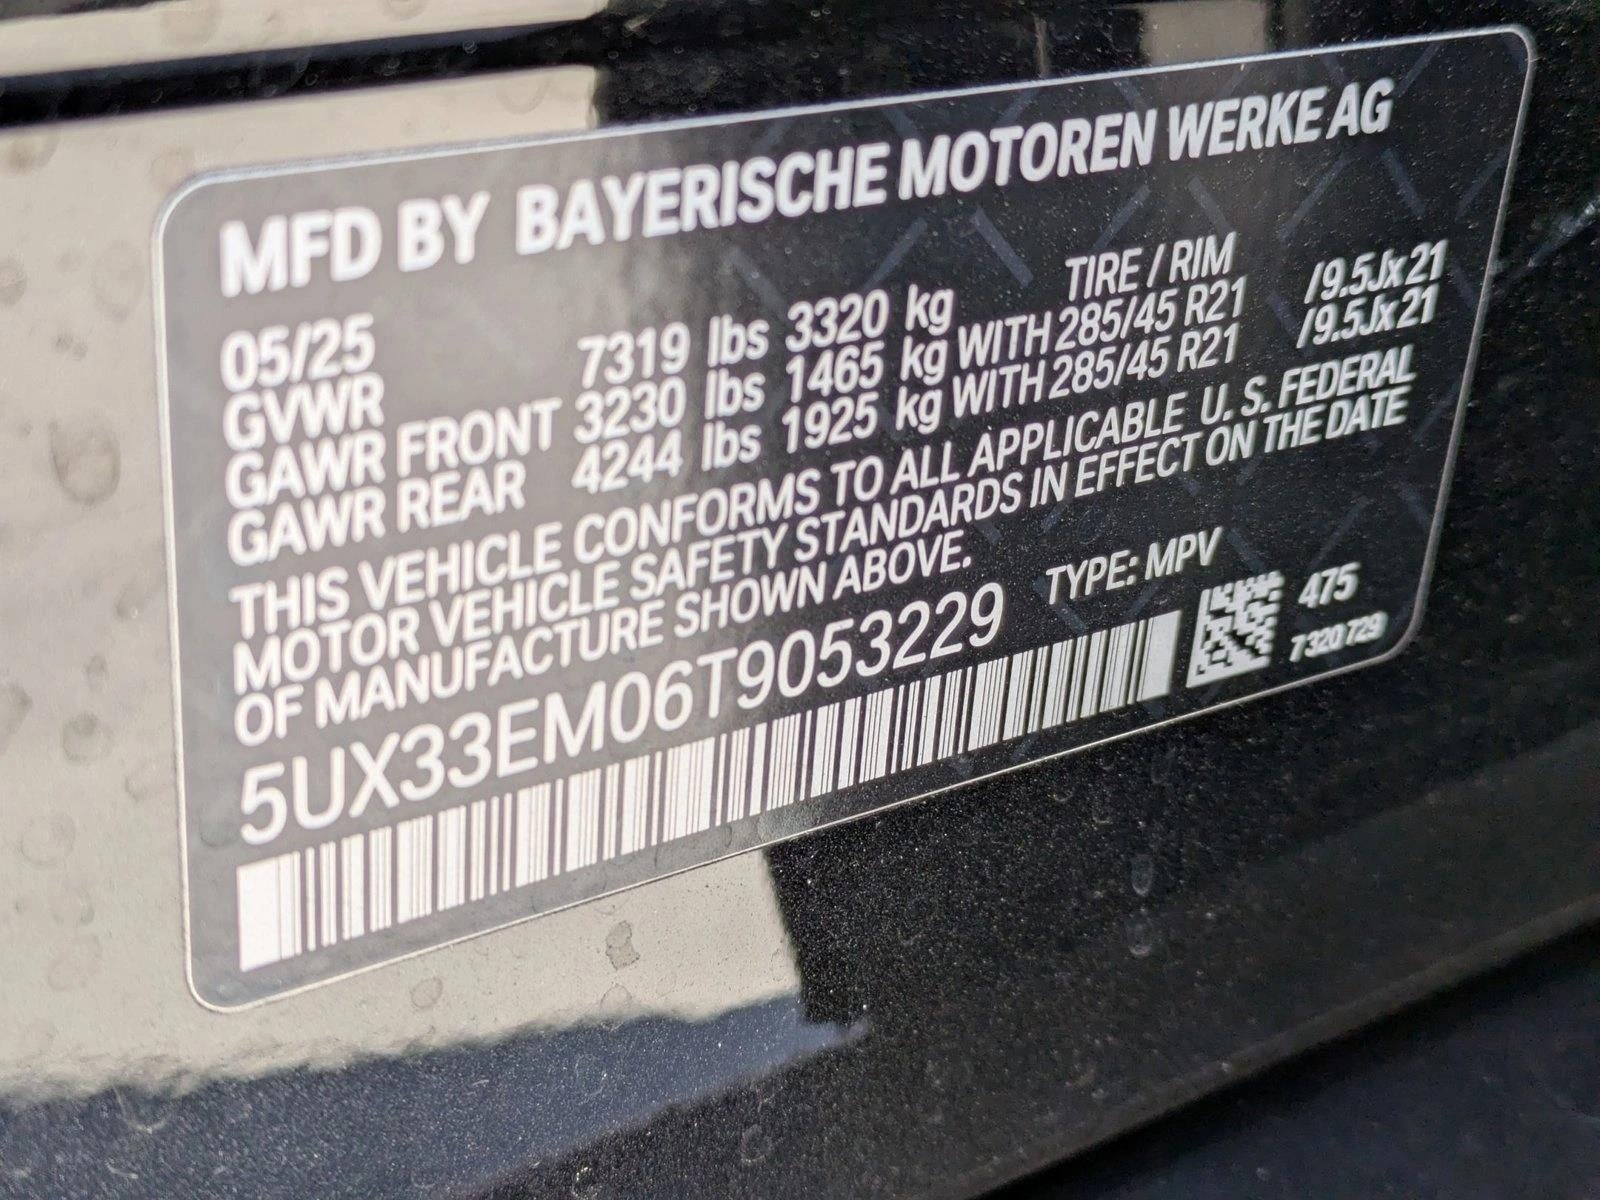 MFD BY BAYERISCHE MOTOREN WERKE AG
05/25 TIRE / RIM
GVWR 7319 lbs 3320 kg
GAWR FRONT 3230 lbs 1465 kg WITH 285/45 R21 /9.5Jx21
GAWR REAR 4244 lbs 1925 kg WITH 285/45 R21 /9.5Jx21
THIS VEHICLE CONFORMS TO ALL APPLICABLE U. S. FEDERAL
MOTOR VEHICLE SAFETY STANDARDS IN EFFECT ON THE DATE
OF MANUFACTURE SHOWN ABOVE.
5UX33EM06T9053229 TYPE: MPV
475
7 320 729